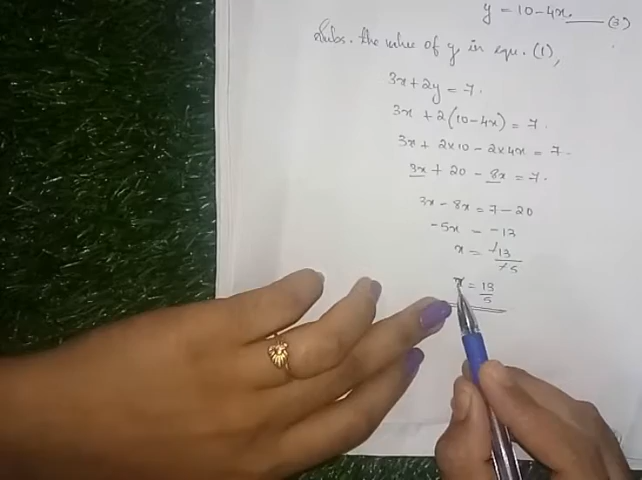 y = 10-4x ——— (3)
Subs. the value of y in equ. (1),
3x+2y = 7.
3x + 2(10-4x) = 7.
3x + 2x10 - 2x4x = 7.
3x + 20 - 8x = 7.
3x - 8x = 7-20
-5x = -13
x = -13/-5
x = 13/5